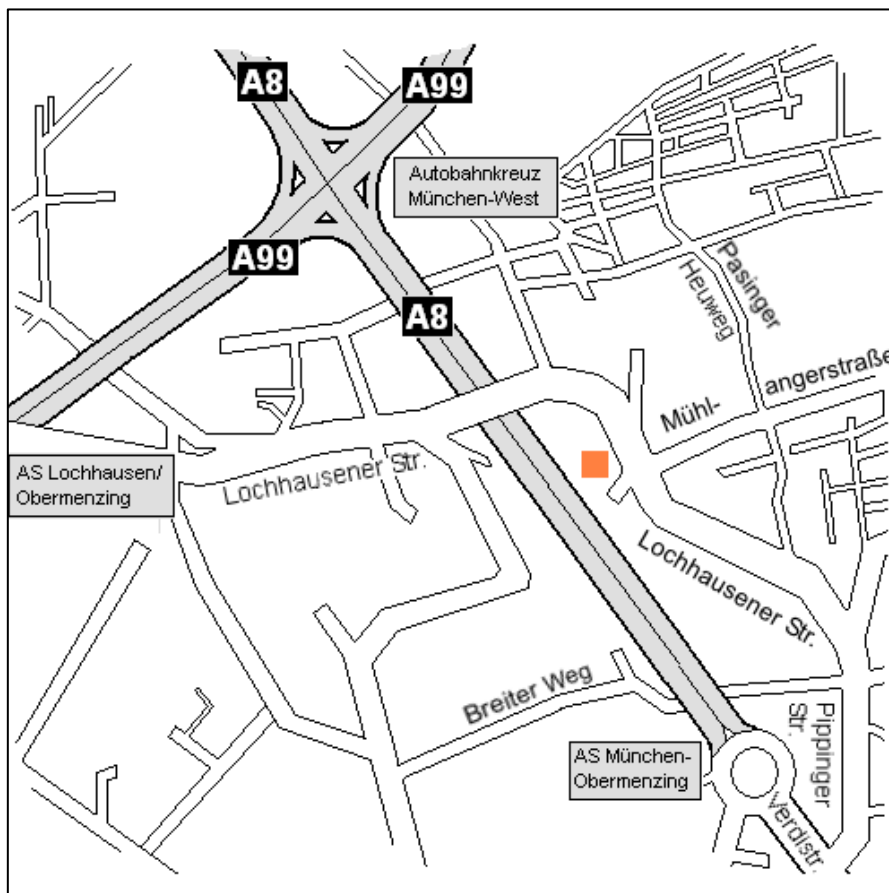 A8
A99
Autobahnkreuz
München-West
A99
A8
Pasinger
Heuweg
Mühl-
angerstraße
AS Lochhausen/
Obermenzing
Lochhausener Str.
Lochhausener Str.
Breiter Weg
Pippinger
Str.
AS München-
Obermenzing
Verdistr.